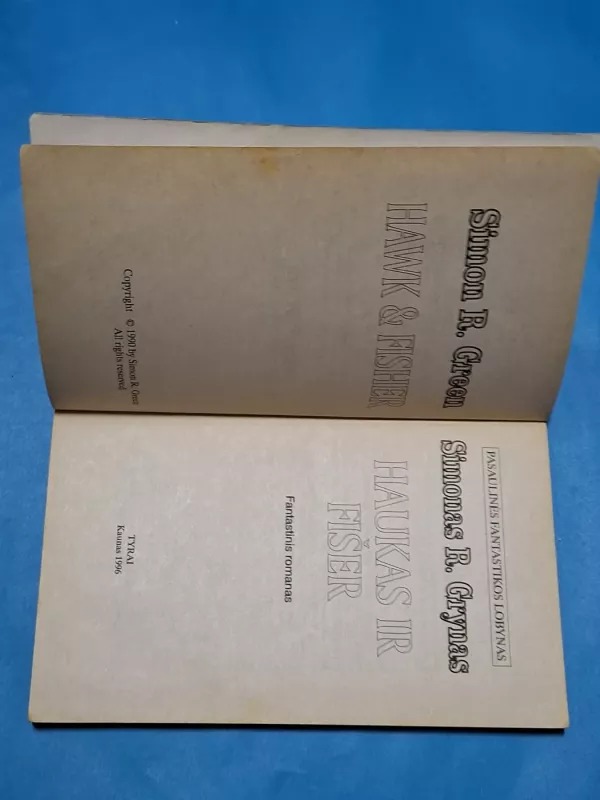 Simon R. Green
HAWK & FISHER
Copyright © 1990 by Simon R. Green
All rights reserved
PASAULINĖS FANTASTIKOS LOBYNAS
Simonas R. Grynas
HAUKAS IR
FIŠER
Fantastinis romanas
TYRAI
Kaunas 1996